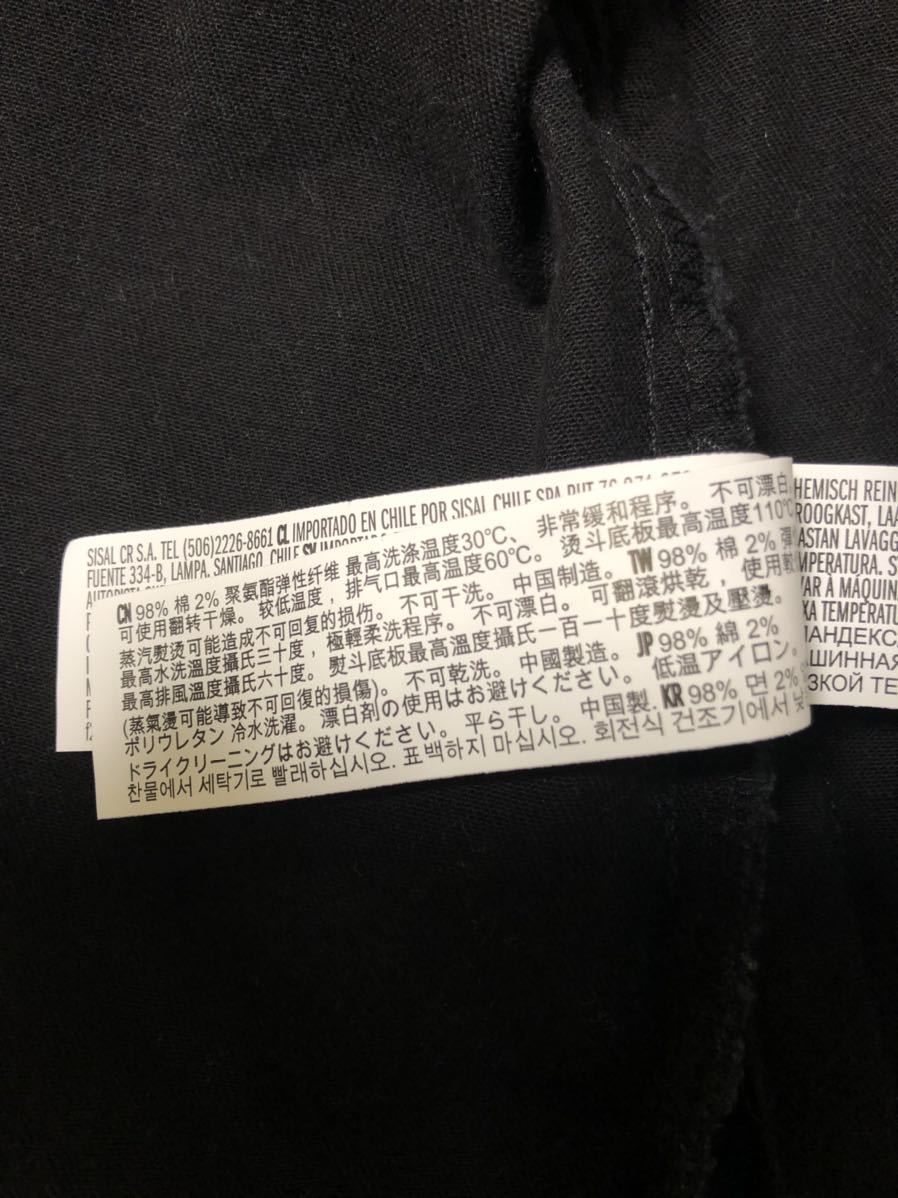 SISAL CR S.A. TEL (506)2226-8661 CL IMPORTADO EN CHILE POR SISAL CHILE SPA RUT
FUENTE 334-B, LAMPA. SANTIAGO, CHILE
CN 98% 棉 2% 聚氨酯弹性纤维 最高洗涤温度30℃、 非常缓和程序。 不可漂白。
可使用翻转干燥。 较低温度，排气口最高温度60℃。 烫斗底板最高温度110℃
蒸汽熨烫可能造成不可回复的损伤。 不可干洗。 中国制造。 TW 98% 棉 2% 彈
最高水洗溫度攝氏三十度，極輕柔洗程序。 不可漂白。 可翻滾烘乾，使用較
最高排風溫度攝氏六十度。 熨斗底板最高溫度攝氏一百一十度熨燙及壓燙。
(蒸氣燙可能導致不可回復的損傷)。不可乾洗。 中國製造。 JP 98% 綿 2%
ポリウレタン 冷水洗濯。漂白剤の使用はお避けください。 低温アイロン。
ドライクリーニングはお避けください。平ら干し。中国製. KR 98% 면 2%
찬물에서 세탁기로 빨래하십시오. 표백하지 마십시오. 회전식 건조기에서 낮
HEMISCH REIN
ROOGKAST, LAA
ASTAN LAVAGG
MPERATURA. S
VAR À MÁQUIN
XA TEMPERATU
ПАНДЕКС
ШИННАЯ
ЗКОЙ ТЕ